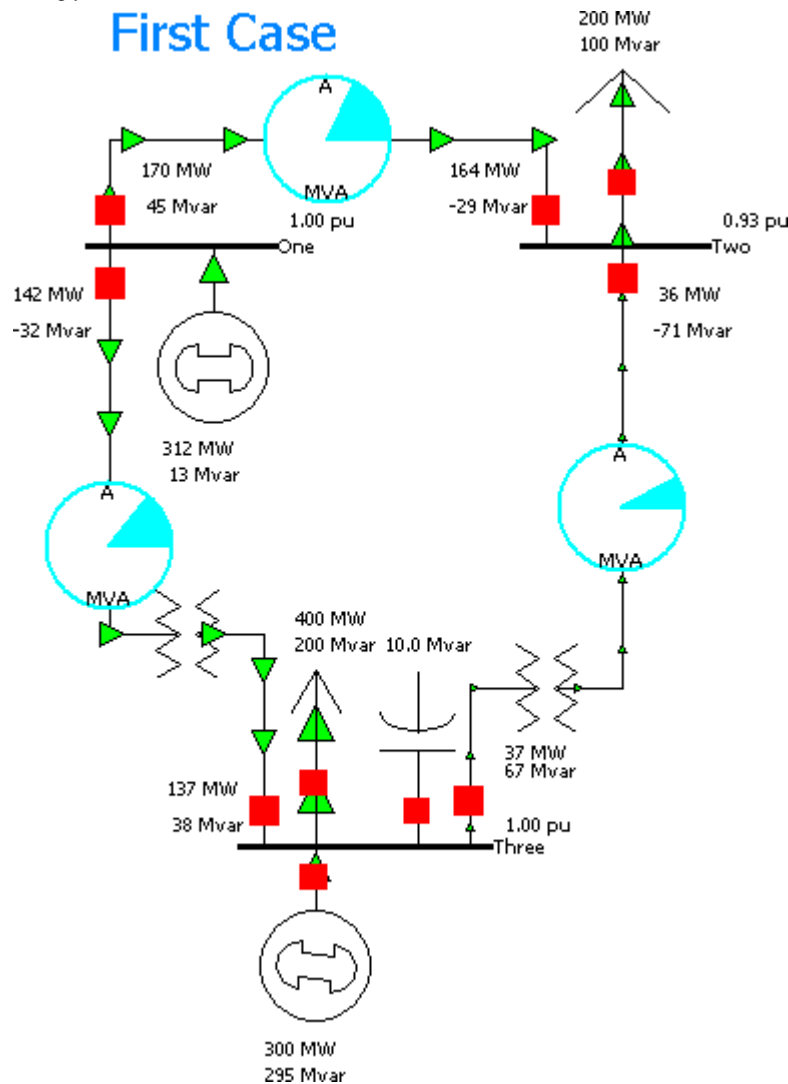 First Case
200 MW
100 Mvar
A
170 MW
164 MW
MVA
45 Mvar
-29 Mvar
1.00 pu
0.93 pu
One
Two
142 MW
36 MW
-32 Mvar
-71 Mvar
312 MW
13 Mvar
A
A
MVA
MVA
400 MW
200 Mvar
10.0 Mvar
37 MW
67 Mvar
137 MW
38 Mvar
1.00 pu
Three
300 MW
295 Mvar